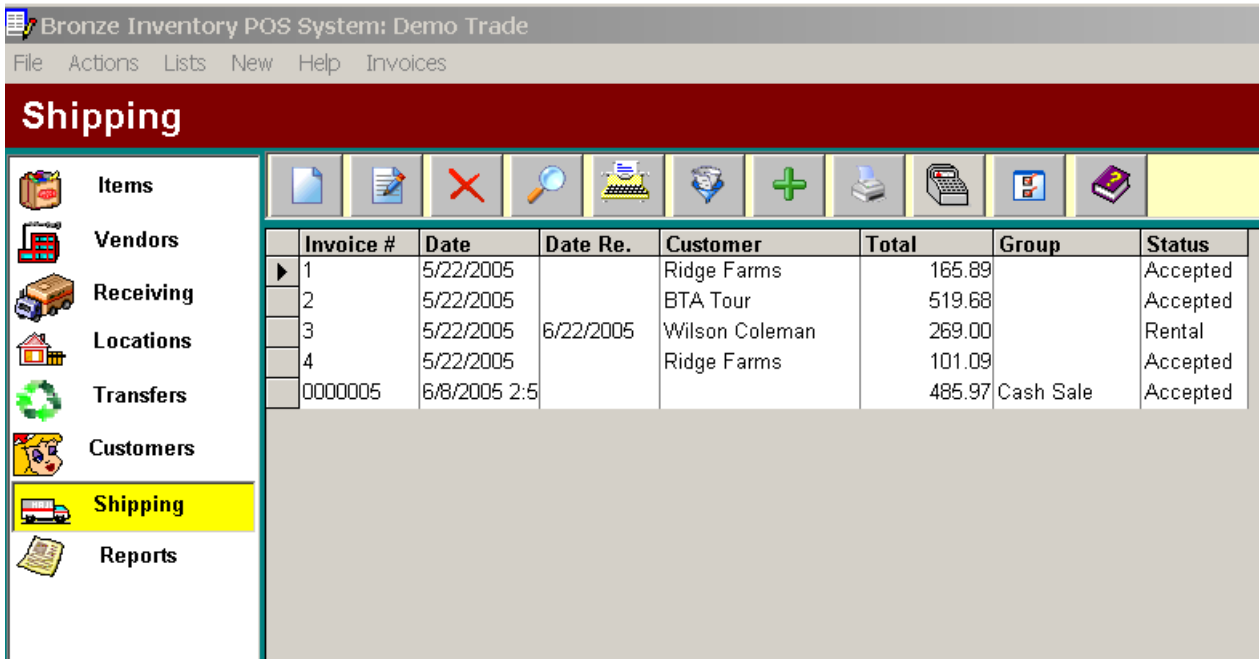 Bronze Inventory POS System: Demo Trade
File Actions Lists New Help Invoices
Shipping
Items
Vendors
Receiving
Locations
Transfers
Customers
Shipping
Reports
Invoice # Date Date Re. Customer Total Group Status
1 5/22/2005 Ridge Farms 165.89 Accepted
2 5/22/2005 BTA Tour 519.68 Accepted
3 5/22/2005 6/22/2005 Wilson Coleman 269.00 Rental
4 5/22/2005 Ridge Farms 101.09 Accepted
0000005 6/8/2005 2:5 485.97 Cash Sale Accepted